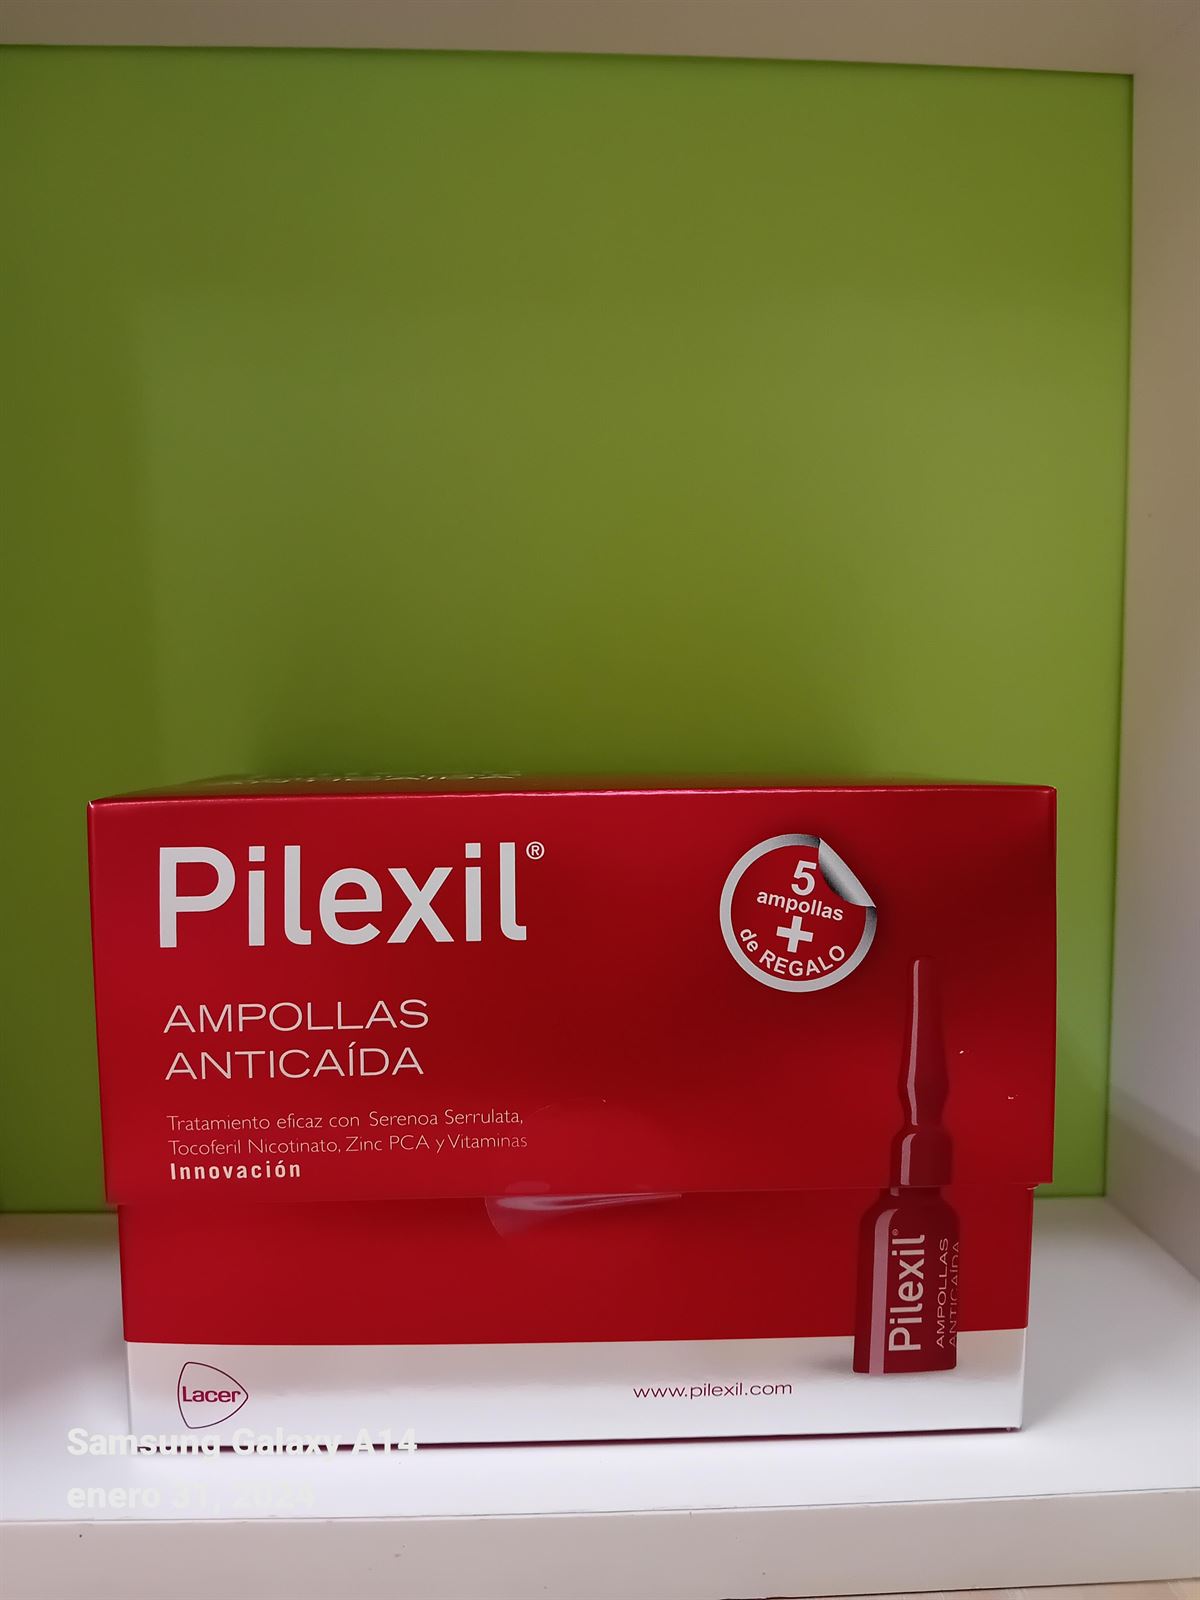 Pilexil®
AMPOLLAS
ANTICAÍDA
Tratamiento eficaz con Serenoa Serrulata,
Tocoferil Nicotinato, Zinc PCA y Vitaminas
Innovación
5
ampollas
+
de REGALO
Pilexil®
AMPOLLAS
ANTICAÍDA
Lacer
www.pilexil.com
Samsung Galaxy A14
enero 31, 2024